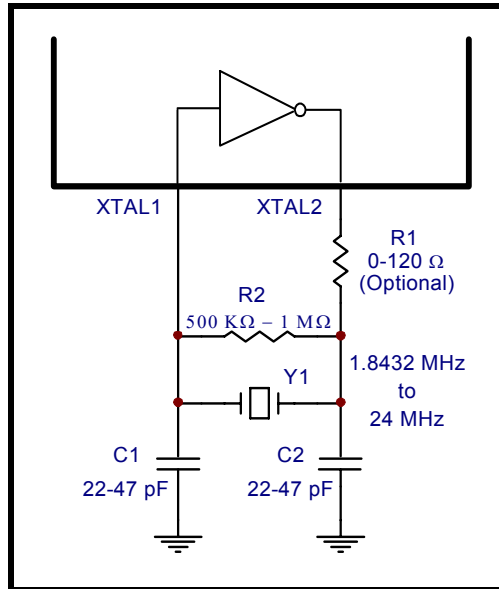 XTAL1
XTAL2
R1
0-120 Ω
(Optional)
R2
500 KΩ – 1 MΩ
Y1
1.8432 MHz
to
24 MHz
C1
22-47 pF
C2
22-47 pF